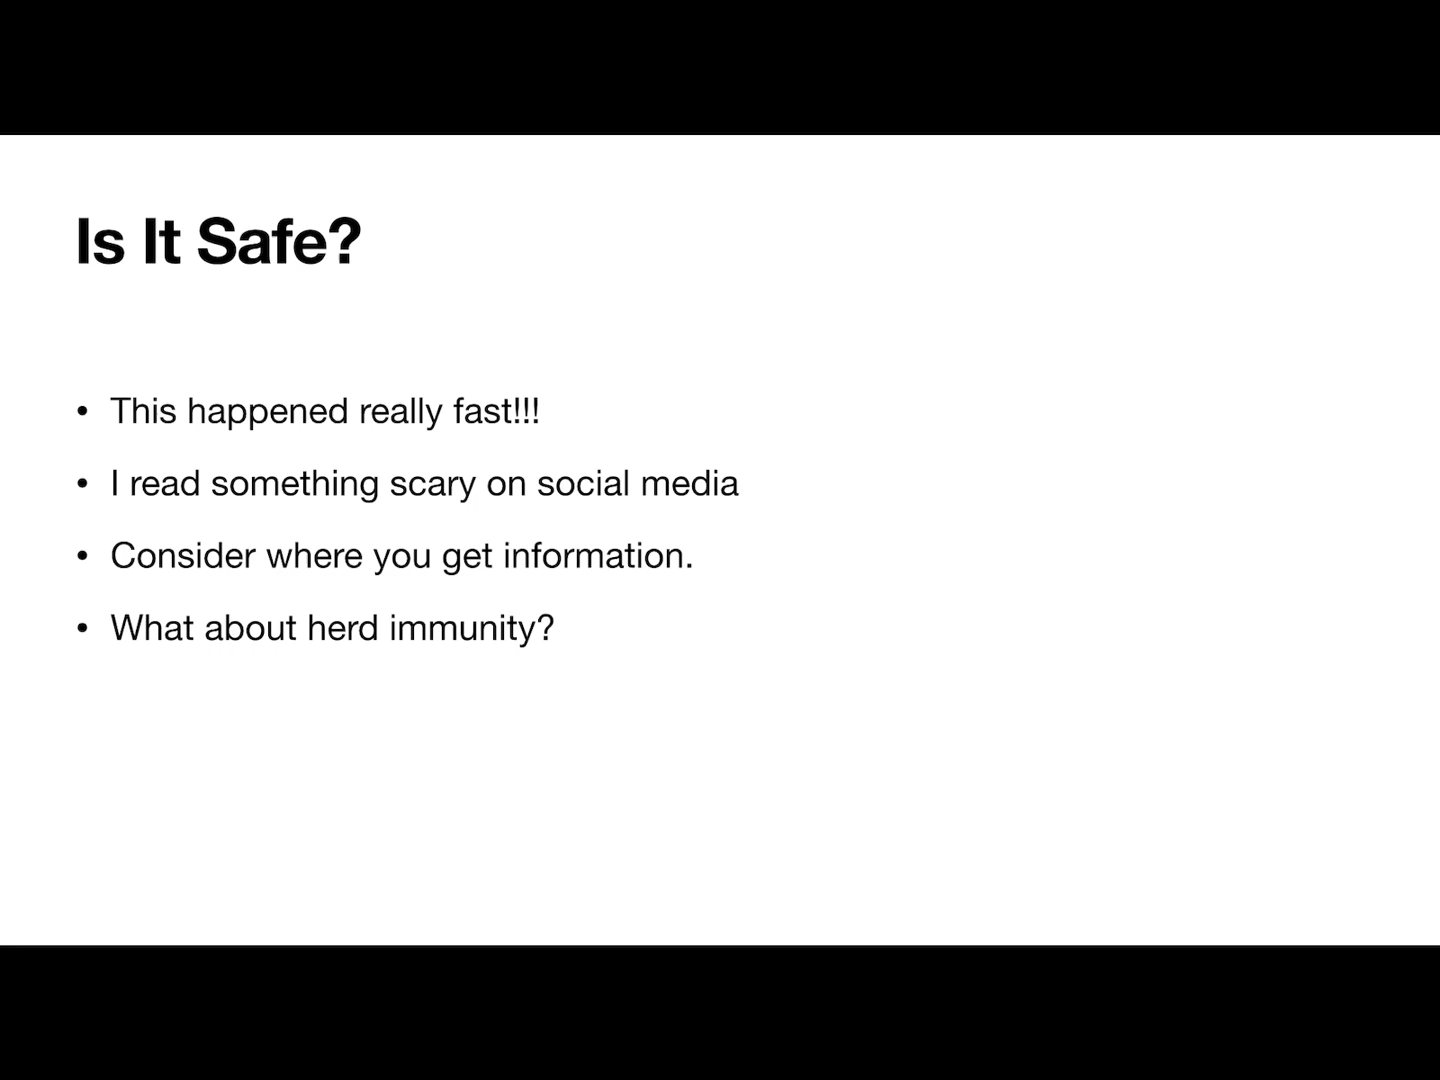 Is It Safe?
• This happened really fast!!!
• I read something scary on social media
• Consider where you get information.
• What about herd immunity?